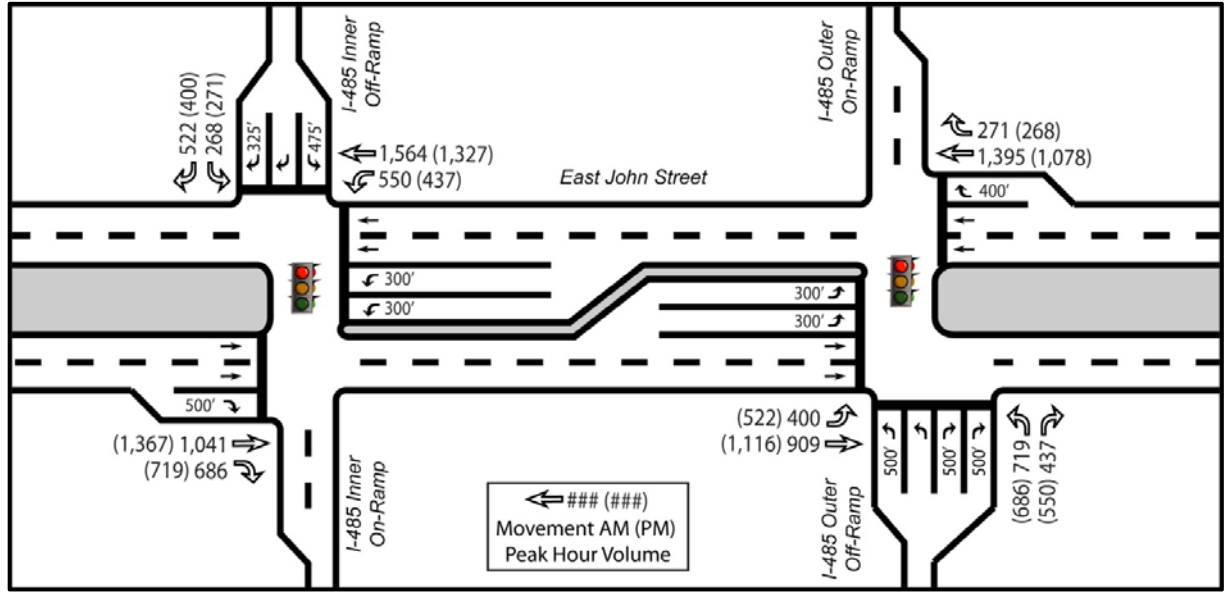 522 (400)
268 (271)
325'
475'
I-485 Inner
Off-Ramp
1,564 (1,327)
550 (437)
East John Street
I-485 Outer
On-Ramp
271 (268)
1,395 (1,078)
400'
300'
300'
300'
300'
500'
(1,367) 1,041
(719) 686
I-485 Inner
On-Ramp
### (###)
Movement AM (PM)
Peak Hour Volume
(522) 400
(1,116) 909
I-485 Outer
Off-Ramp
500'
500'
500'
(686) 719
(550) 437